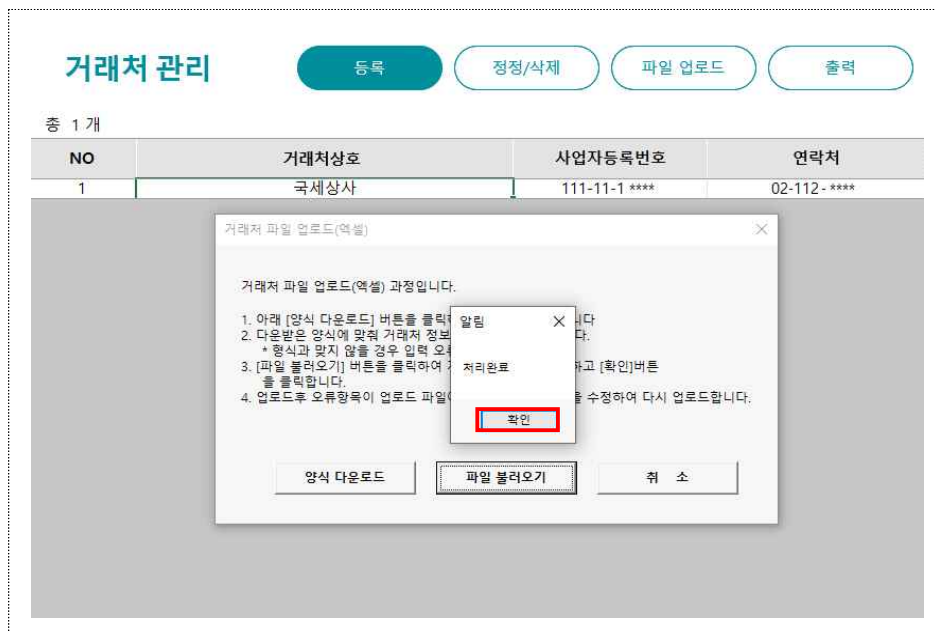 거래처 관리
등록
정정/삭제
파일 업로드
출력
총 1 개
NO 거래처상호 사업자등록번호 연락처
1 국세상사 111-11-1 **** 02-112- ****
거래처 파일 업로드(엑셀)
거래처 파일 업로드(엑셀) 과정입니다.
1. 아래 [양식 다운로드] 버튼을 클릭 니다
2. 다운받은 양식에 맞춰 거래처 정보 다.
* 형식과 맞지 않을 경우 입력
3. [파일 불러오기] 버튼을 클릭하여 하고 [확인]버튼
을 클릭합니다.
4. 업로드후 오류항목이 업로드 파일 수정하여 다시 업로드합니다.
알림
처리완료
확인
양식 다운로드
파일 불러오기
취 소